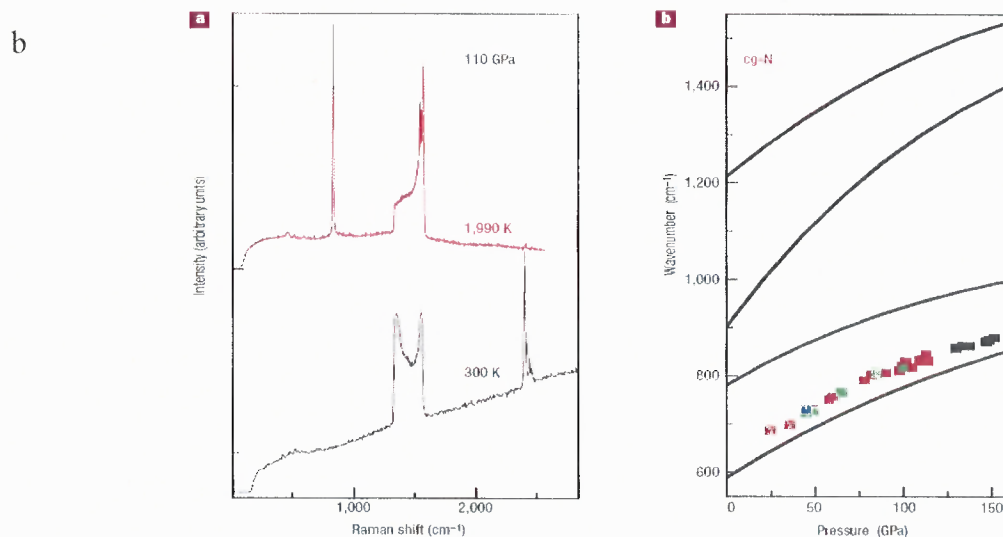 b
a
110 GPa
1,990 K
300 K
Intensity (arbitrary units)
1,000
2,000
Raman shift (cm⁻¹)
b
cg-N
1,400
1,200
1,000
800
600
Wavenumber (cm⁻¹)
0
50
100
150
Pressure (GPa)